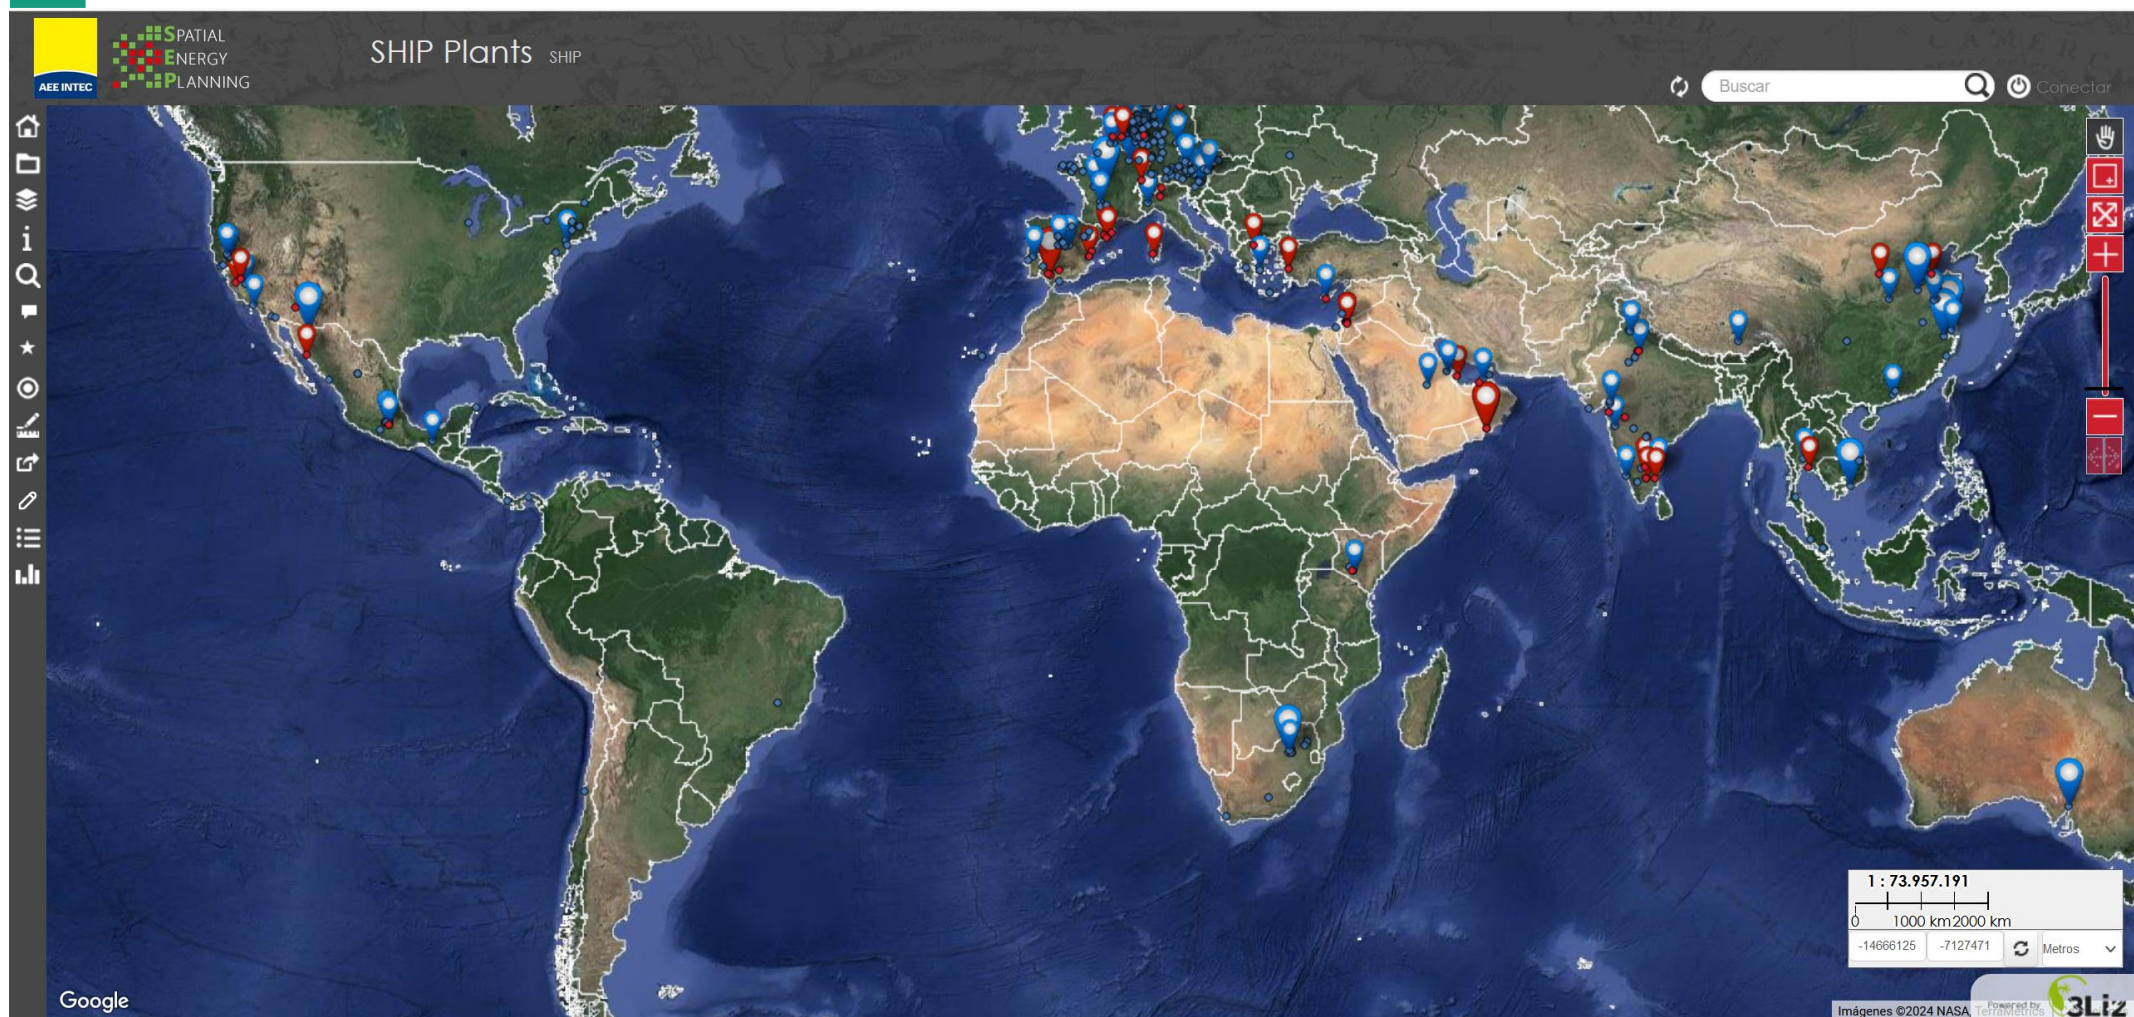 SPATIAL
ENERGY
PLANNING
AEE INTEC
SHIP Plants SHIP
Buscar
Conectar
1 : 73.957.191
0 1000 km 2000 km
-14666125 -7127471 Metros
Google
Powered by
3Liz
Imágenes ©2024 NASA, TerraMetrics